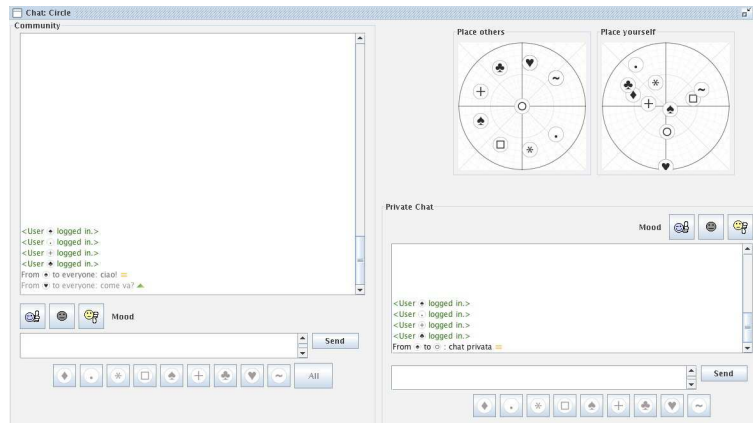 Chat: Circle
Community
<User ♠ logged in.>
<User . logged in.>
<User + logged in.>
<User ♠ logged in.>
From ♠ to everyone: ciao! =
From ♥ to everyone: come va?
Mood
Send
All
Place others
Place yourself
Private Chat
Mood
<User ♠ logged in.>
<User . logged in.>
<User + logged in.>
<User ♠ logged in.>
From ♠ to ○ : chat privata =
Send